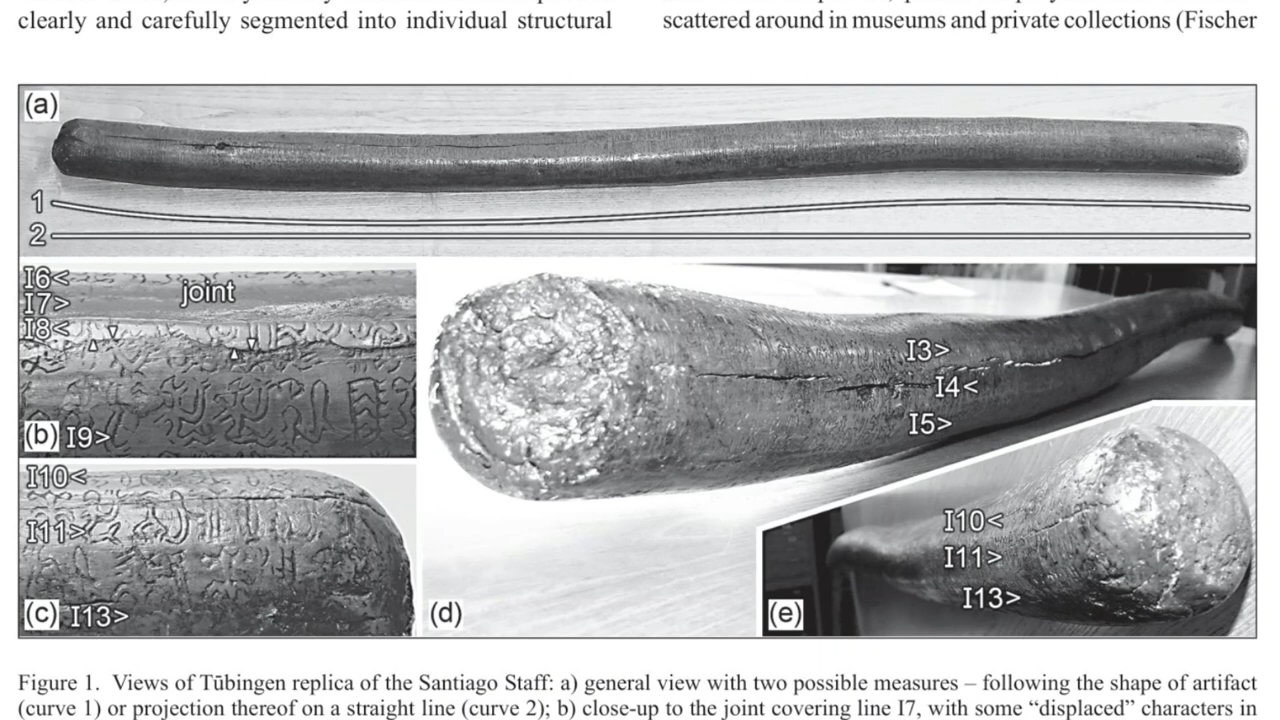 clearly and carefully segmented into individual structural
scattered around in museums and private collections (Fischer
(a)
1
2
I6<
I7>
I8<
joint
(b) I9>
I10<
I11>
(c) I13>
I3>
I4<
I5>
(d)
I10<
I11>
I13>
(e)
Figure 1. Views of Tūbingen replica of the Santiago Staff: a) general view with two possible measures – following the shape of artifact
(curve 1) or projection thereof on a straight line (curve 2); b) close-up to the joint covering line I7, with some “displaced” characters in